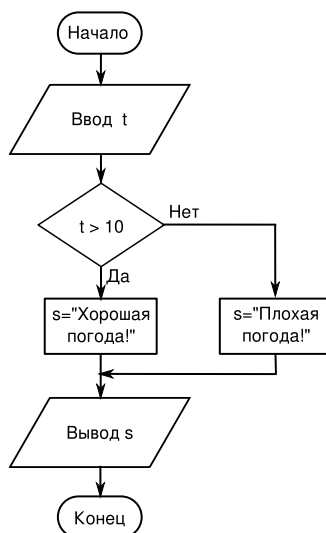 Начало
Ввод t
t > 10
Нет
Да
s="Хорошая
погода!"
s="Плохая
погода!"
Вывод s
Конец